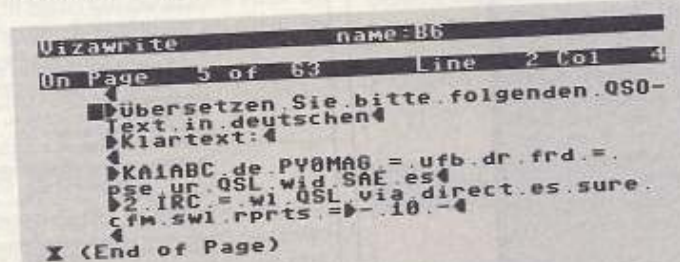 Vizawrite name:B6
On Page 5 of 63 Line 2 Col 4
übersetzen.Sie.bitte.folgenden.QSO-
Text.in.deutschen
Klartext:
KA1ABC.de.PY0MAG.=.ufb.dr.frd.=.
pse.ur.QSL.wid.SAE.es
2.IRC.=.wl.QSL.via.direct.es.sure.
cfm.swl.rprts.=-.10.-
X (End of Page)